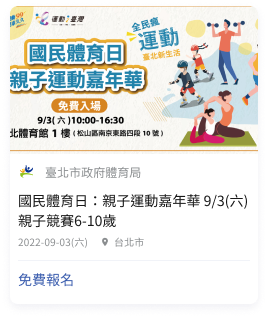 運動i臺灣
全民瘋
運動
臺北新生活
國民體育日
親子運動嘉年華
免費入場
9/3(六)10:00-16:30
北體育館 1 樓 (松山區南京東路四段 10 號)
臺北市政府體育局
國民體育日：親子運動嘉年華 9/3(六)
親子競賽6-10歲
2022-09-03(六) 台北市
免費報名